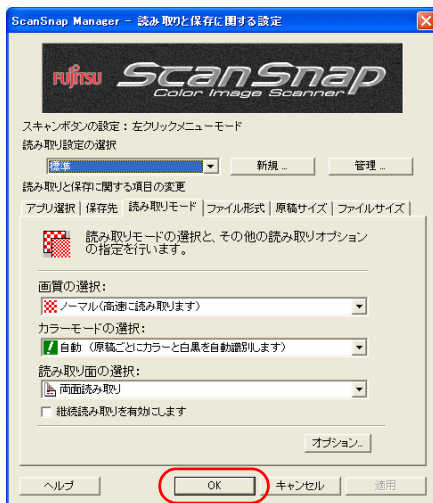 ScanSnap Manager - 読み取りと保存に関する設定
FUJITSU ScanSnap
Color Image Scanner
スキャンボタンの設定：左クリックメニューモード
読み取り設定の選択
標準 新規 ... 管理 ...
読み取りと保存に関する項目の変更
アプリ選択 保存先 読み取りモード ファイル形式 原稿サイズ ファイルサイズ
読み取りモードの選択と、その他の読み取りオプション
の指定を行います。
画質の選択:
ノーマル(高速に読み取ります)
カラーモードの選択:
自動 (原稿ごとにカラーと白黒を自動識別します)
読み取り面の選択:
両面読み取り
継続読み取りを有効にします
オプション...
ヘルプ OK キャンセル 適用